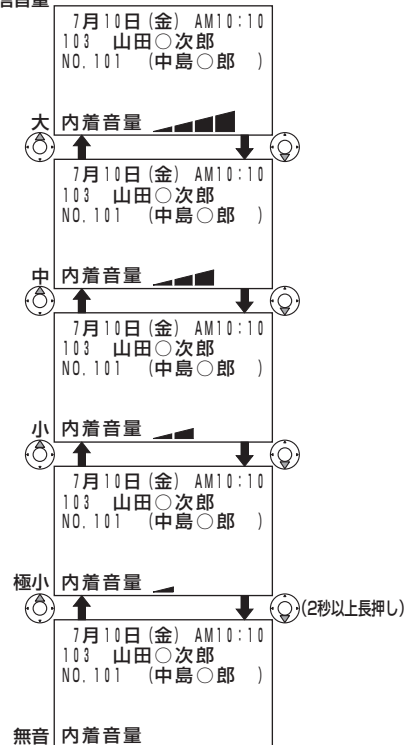 7月10日(金) AM10:10
103 山田○次郎
NO.101 (中島○郎 )
大 内着音量
7月10日(金) AM10:10
103 山田○次郎
NO.101 (中島○郎 )
中 内着音量
7月10日(金) AM10:10
103 山田○次郎
NO.101 (中島○郎 )
小 内着音量
7月10日(金) AM10:10
103 山田○次郎
NO.101 (中島○郎 )
極小 内着音量
(2秒以上長押し)
7月10日(金) AM10:10
103 山田○次郎
NO.101 (中島○郎 )
無音 内着音量